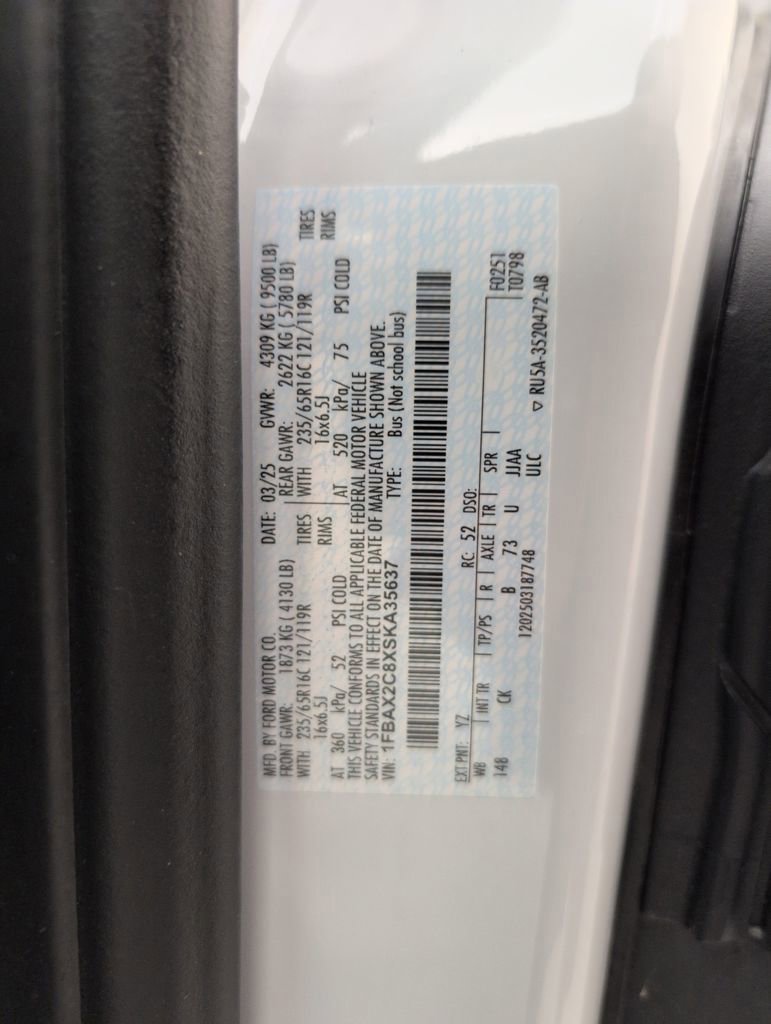 MFD. BY FORD MOTOR CO. DATE: 03/25 GVWR: 4309 KG ( 9500 LB)
FRONT GAWR: 1873 KG ( 4130 LB) REAR GAWR: 2622 KG ( 5780 LB)
WITH 235/65R16C 121/119R TIRES WITH 235/65R16C 121/119R TIRES
16x6.5J RIMS 16x6.5J RIMS
AT 360 kPa/ 52 PSI COLD AT 520 kPa/ 75 PSI COLD
THIS VEHICLE CONFORMS TO ALL APPLICABLE FEDERAL MOTOR VEHICLE
SAFETY STANDARDS IN EFFECT ON THE DATE OF MANUFACTURE SHOWN ABOVE.
VIN: 1FBAX2C8XSKA35637 TYPE: Bus (Not school bus)
EXT PNT: YZ RC: 52 DSO:
WB INT TR TP/PS R AXLE TR SPR F0251
148 CK B 73 U JJAA T0798
1202503187748 ULC
▽ RU5A-3520472-AB